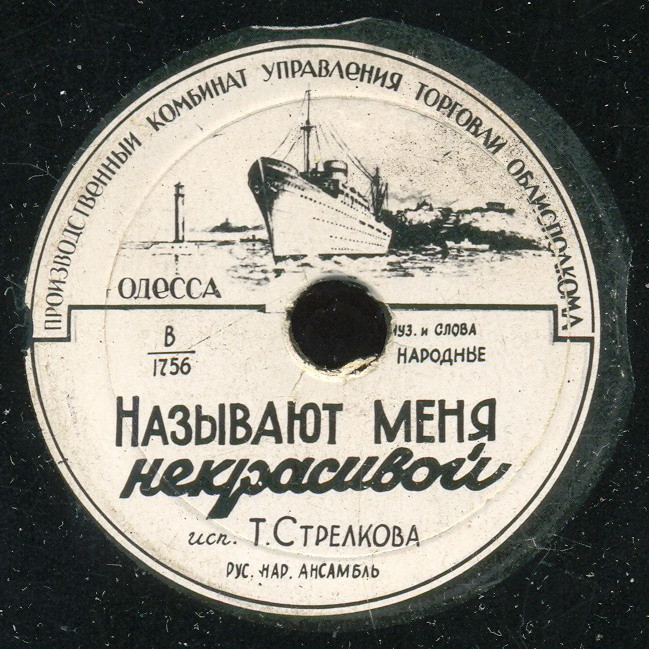 ПРОИЗВОДСТВЕННЫЙ КОМБИНАТ УПРАВЛЕНИЯ ТОРГОВЛИ ОБЛИСПОЛКОМА
ОДЕССА
В
1756
МУЗ. И СЛОВА
НАРОДНЫЕ
НАЗЫВАЮТ МЕНЯ
некрасивой
исп. Т. СТРЕЛКОВА
РУС. НАР. АНСАМБЛЬ